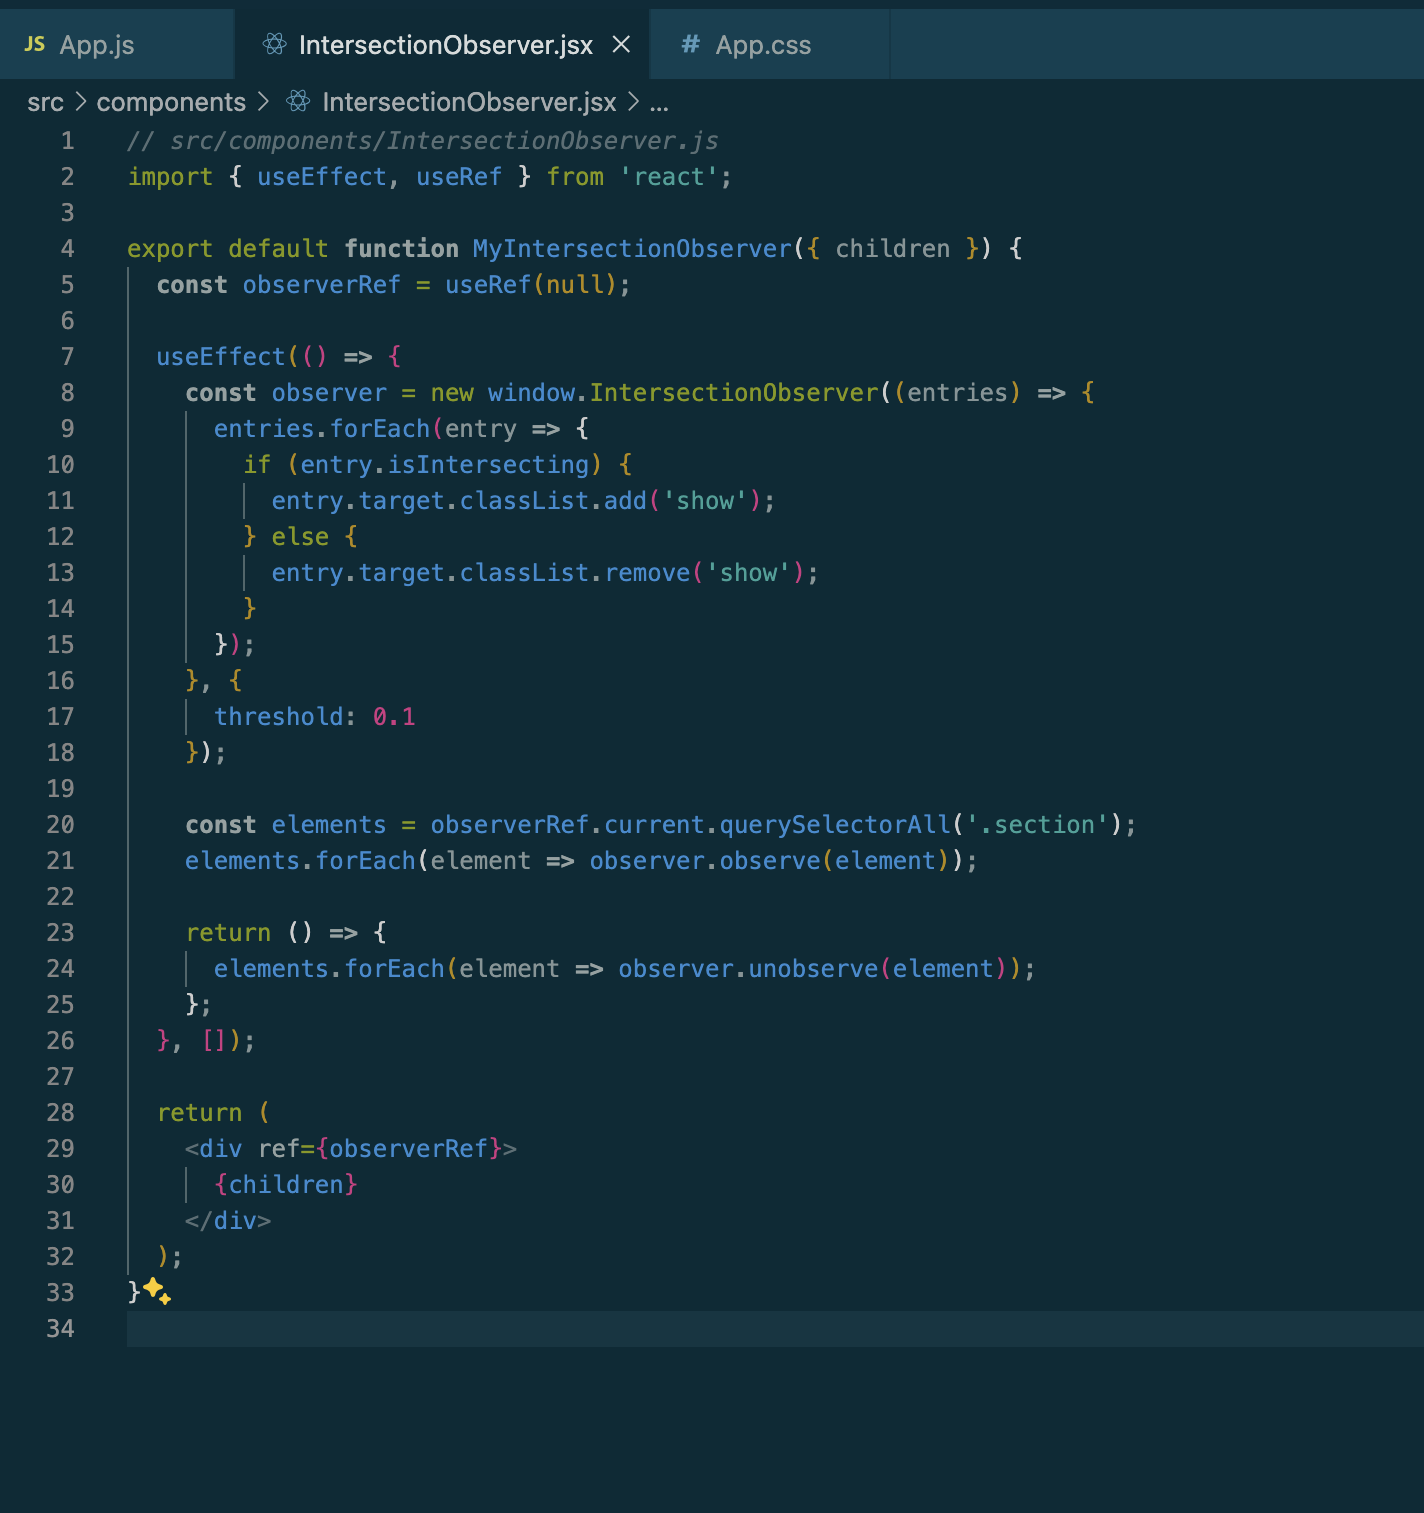 JS App.js IntersectionObserver.jsx # App.css
src > components > IntersectionObserver.jsx > ...
1 // src/components/IntersectionObserver.js
2 import { useEffect, useRef } from 'react';
3
4 export default function MyIntersectionObserver({ children }) {
5   const observerRef = useRef(null);
6
7   useEffect(() => {
8     const observer = new window.IntersectionObserver((entries) => {
9       entries.forEach(entry => {
10         if (entry.isIntersecting) {
11           entry.target.classList.add('show');
12         } else {
13           entry.target.classList.remove('show');
14         }
15       });
16     }, {
17       threshold: 0.1
18     });
19
20     const elements = observerRef.current.querySelectorAll('.section');
21     elements.forEach(element => observer.observe(element));
22
23     return () => {
24       elements.forEach(element => observer.unobserve(element));
25     };
26   }, []);
27
28   return (
29     <div ref={observerRef}>
30       {children}
31     </div>
32   );
33 }
34